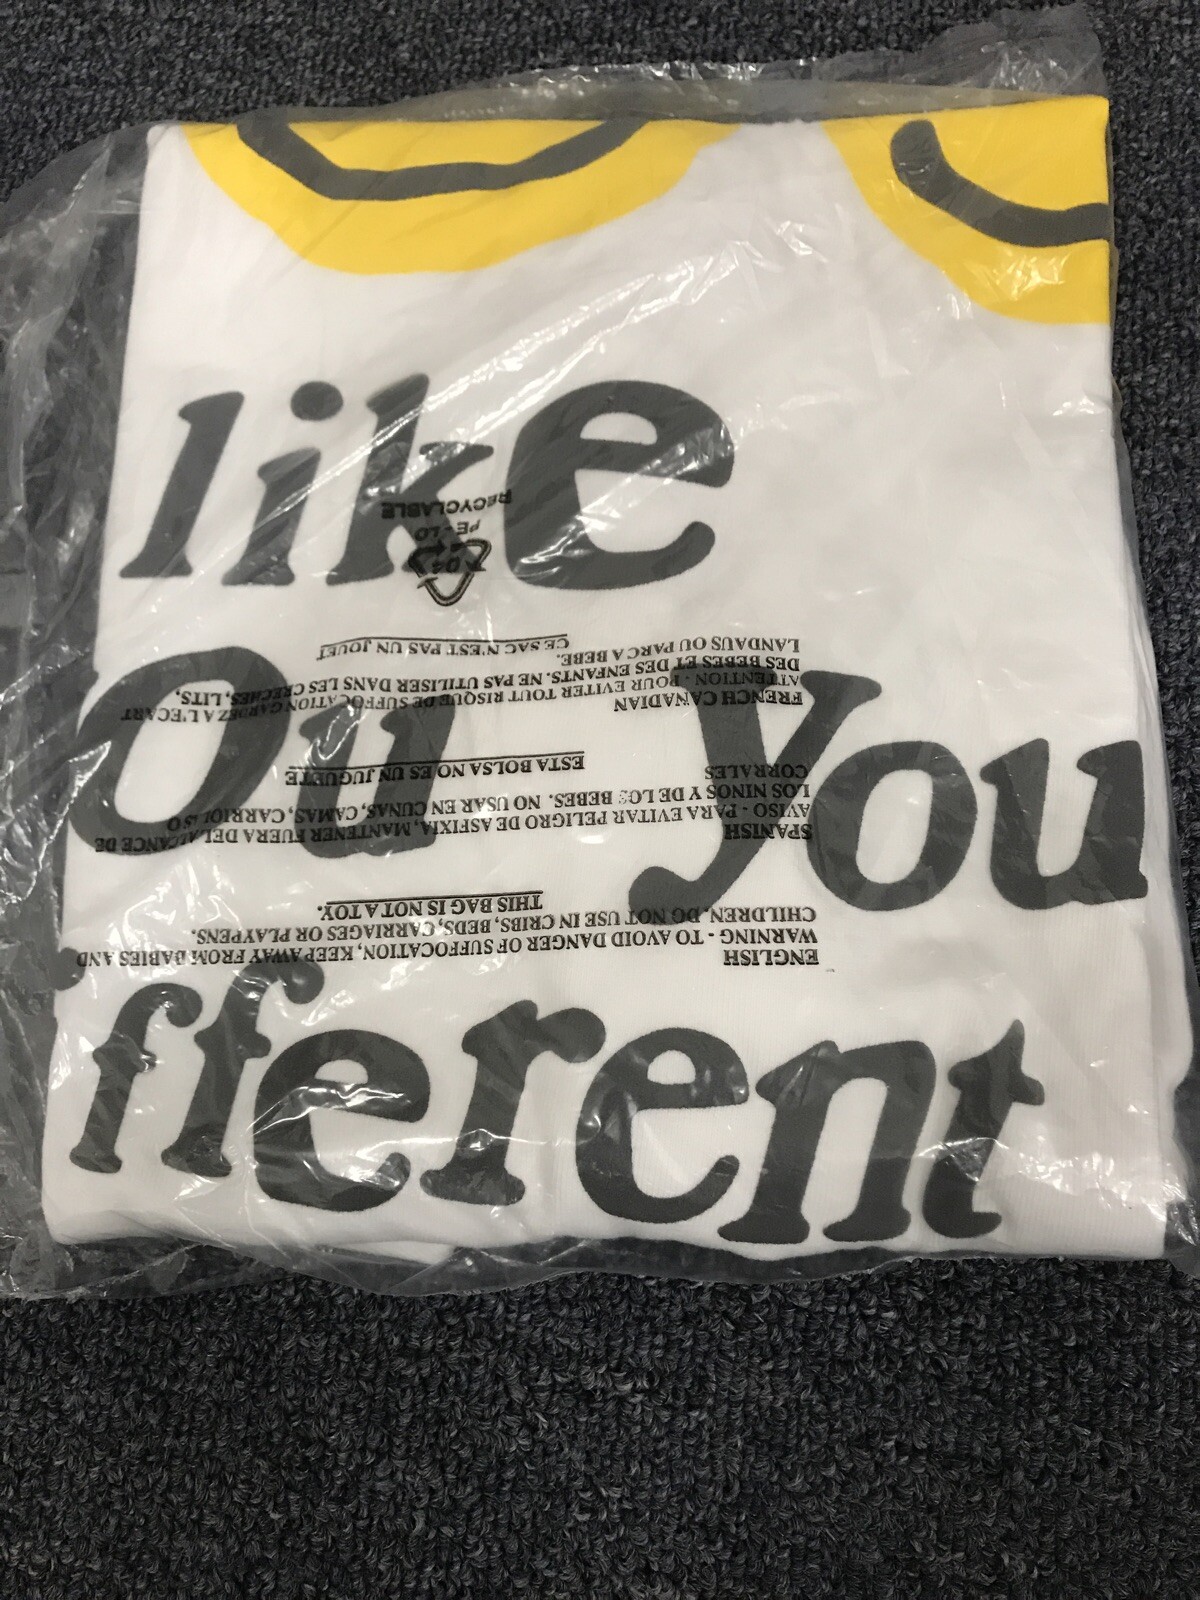 like
ou you
fferent
ENGLISH
WARNING - TO AVOID DANGER OF SUFFOCATION, KEEP AWAY FROM BABIES AND
CHILDREN. DO NOT USE IN CRIBS, BEDS, CARRIAGES OR PLAYPENS.
THIS BAG IS NOT A TOY.
SPANISH
AVISO - PARA EVITAR PELIGRO DE ASFIXIA, MANTENER FUERA DEL ALCANCE DE
LOS NINOS Y DE LOS BEBES. NO USAR EN CUNAS, CAMAS, O
CORRALES
ESTA BOLSA NO ES UN JUGUETE
FRENCH CANADIAN
ATTENTION - POUR EVITER TOUT RISQUE DE SUFFOCATION GARDEZ A L'ECART
DES BEBES ET DES ENFANTS. NE PAS UTILISER DANS LES CRECHES, LITS,
LANDAUS OU PARC A BEBE.
CE SAC N'EST PAS UN JOUET
04
PE - LD
RECYCLABLE